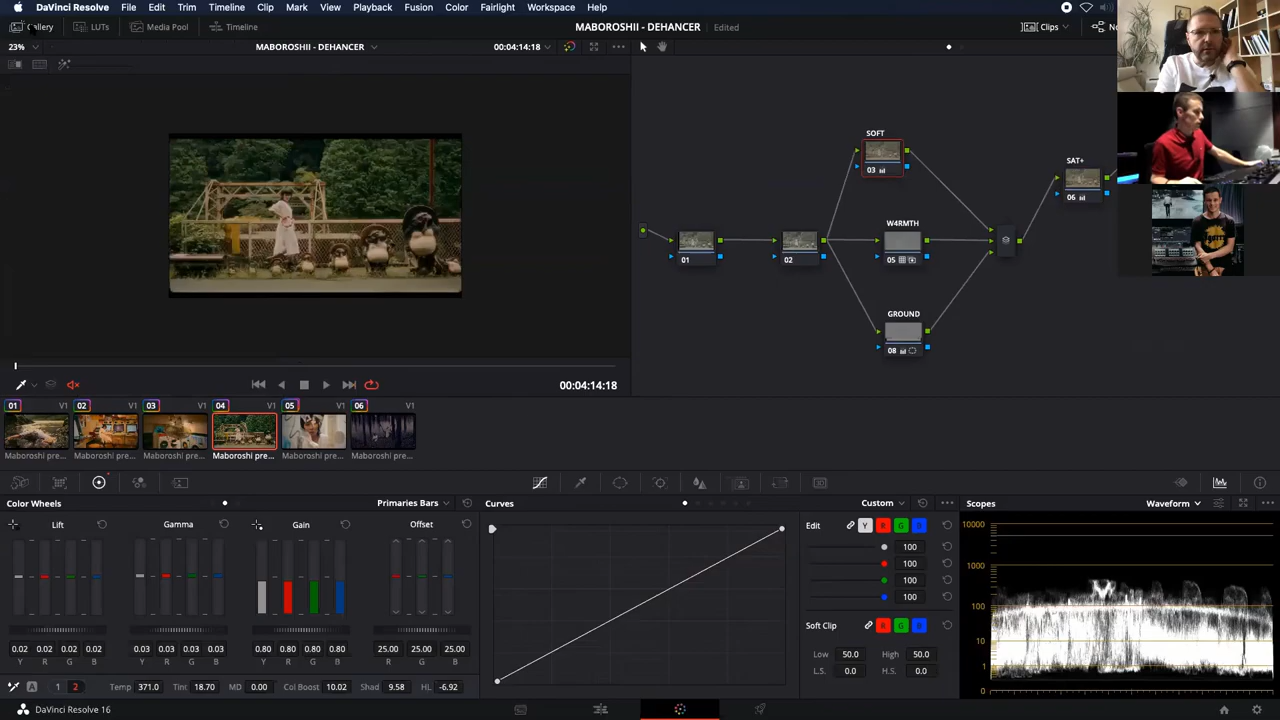 DaVinci Resolve File Edit Trim Timeline Clip Mark View Playback Fusion Color Fairlight Workspace Help
Gallery LUTs Media Pool Timeline MABOROSHII - DEHANCER Edited Clips
23% MABOROSHII - DEHANCER 00:04:14:18
SOFT
03
SAT+
06
W4RMTH
01 02 05
GROUND
08
00:04:14:18
01 V1 02 V1 03 V1 04 V1 05 V1 06 V1
Maboroshi pre... Maboroshi pre... Maboroshi pre... Maboroshi pre... Maboroshi pre... Maboroshi pre...
Color Wheels Primaries Bars Curves Custom Scopes Waveform
Lift Gamma Gain Offset Edit Y R G B
100
100
100
100
Soft Clip R G B
0.02 0.02 0.02 0.02 0.03 0.03 0.03 0.03 0.80 0.80 0.80 0.80 25.00 25.00 25.00 Low 50.0 High 50.0
Y R G B Y R G B Y R G B R G B L.S. 0.0 H.S. 0.0
A 1 2 Temp 371.0 Tint 18.70 MD 0.00 Col Boost 10.02 Shad 9.58 HL -6.92
10000
1000
100
10
1
0
DaVinci Resolve 16